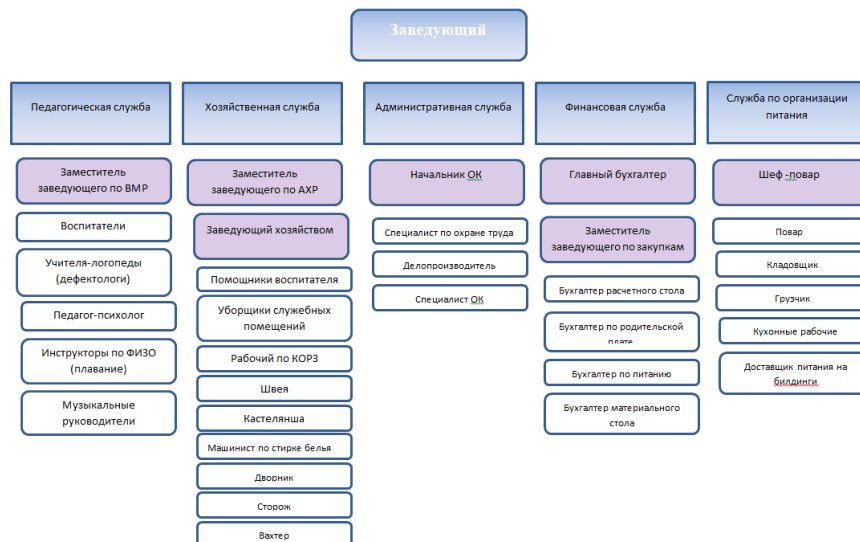 Заведующий
Педагогическая служба
Заместитель
заведующего по ВМР
Воспитатели
Учителя-логопеды
(дефектологи)
Педагог-психолог
Инструкторы по ФИЗО
(плавание)
Музыкальные
руководители
Хозяйственная служба
Заместитель
заведующего по АХР
Заведующий хозяйством
Помощники воспитателя
Уборщики служебных
помещений
Рабочий по КОРЗ
Швея
Кастелянша
Машинист по стирке белья
Дворник
Сторож
Вахтер
Административная служба
Начальник ОК
Специалист по охране труда
Делопроизводитель
Специалист ОК
Финансовая служба
Главный бухгалтер
Заместитель
заведующего по закупкам
Бухгалтер расчетного стола
Бухгалтер по родительской
плате
Бухгалтер по питанию
Бухгалтер материального
стола
Служба по организации
питания
Шеф -повар
Повар
Кладовщик
Грузчик
Кухонные рабочие
Доставщик питания на
билдинги